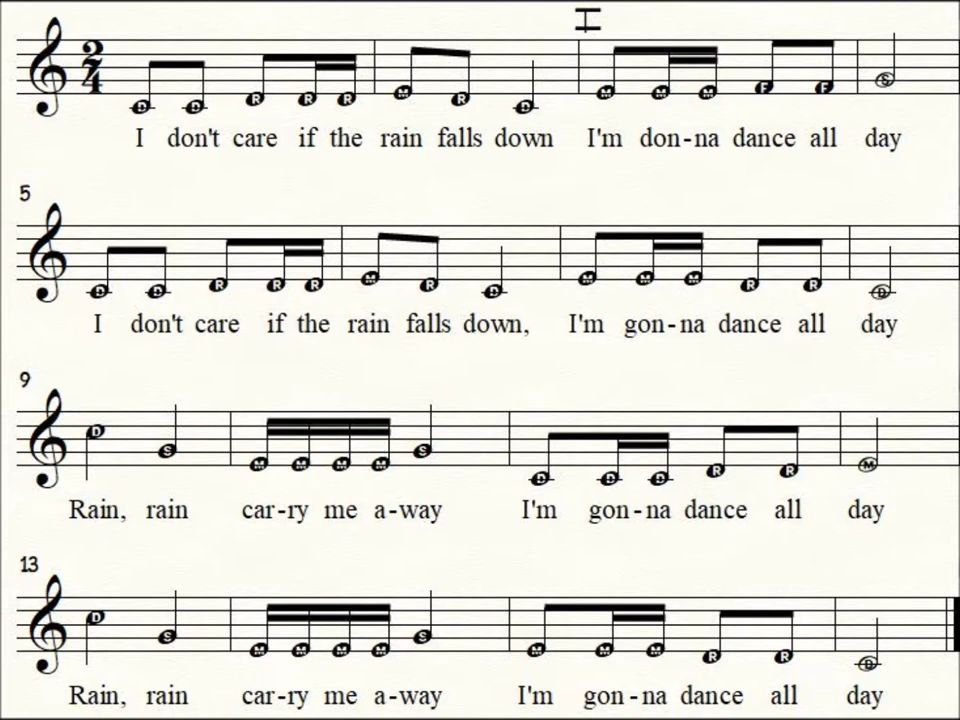 2
4
I don't care if the rain falls down I'm don-na dance all day
5
I don't care if the rain falls down, I'm gon-na dance all day
9
Rain, rain car-ry me a-way I'm gon-na dance all day
13
Rain, rain car-ry me a-way I'm gon-na dance all day